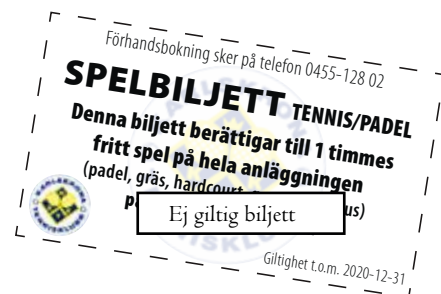 Förhandsbokning sker på telefon 0455-128 02
SPELBILJETT TENNIS/PADEL
Denna biljett berättigar till 1 timmes
fritt spel på hela anläggningen
(padel, gräs, hardcourt
Ej giltig biljett
Giltighet t.o.m. 2020-12-31